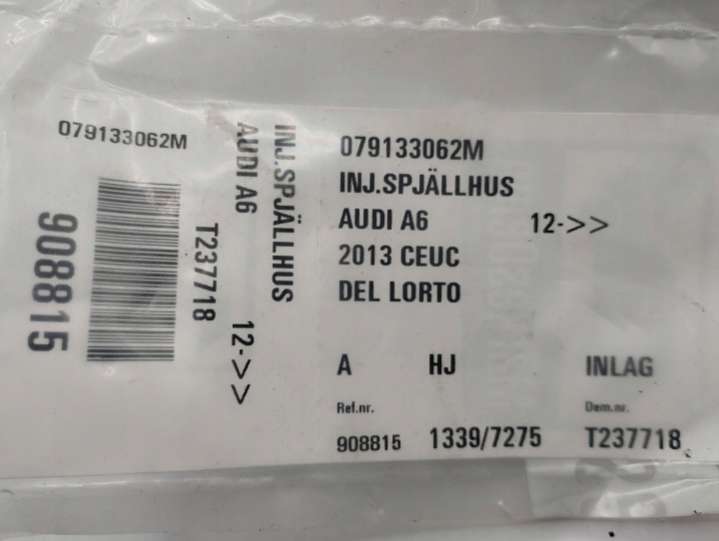 079133062M
908815
T237718
AUDI A6 12->>
INJ.SPJÄLLHUS
079133062M
INJ.SPJÄLLHUS
AUDI A6 12->>
2013 CEUC
DEL LORTO
A HJ INLAG
Ref.nr. Dem.nr.
908815 1339/7275 T237718